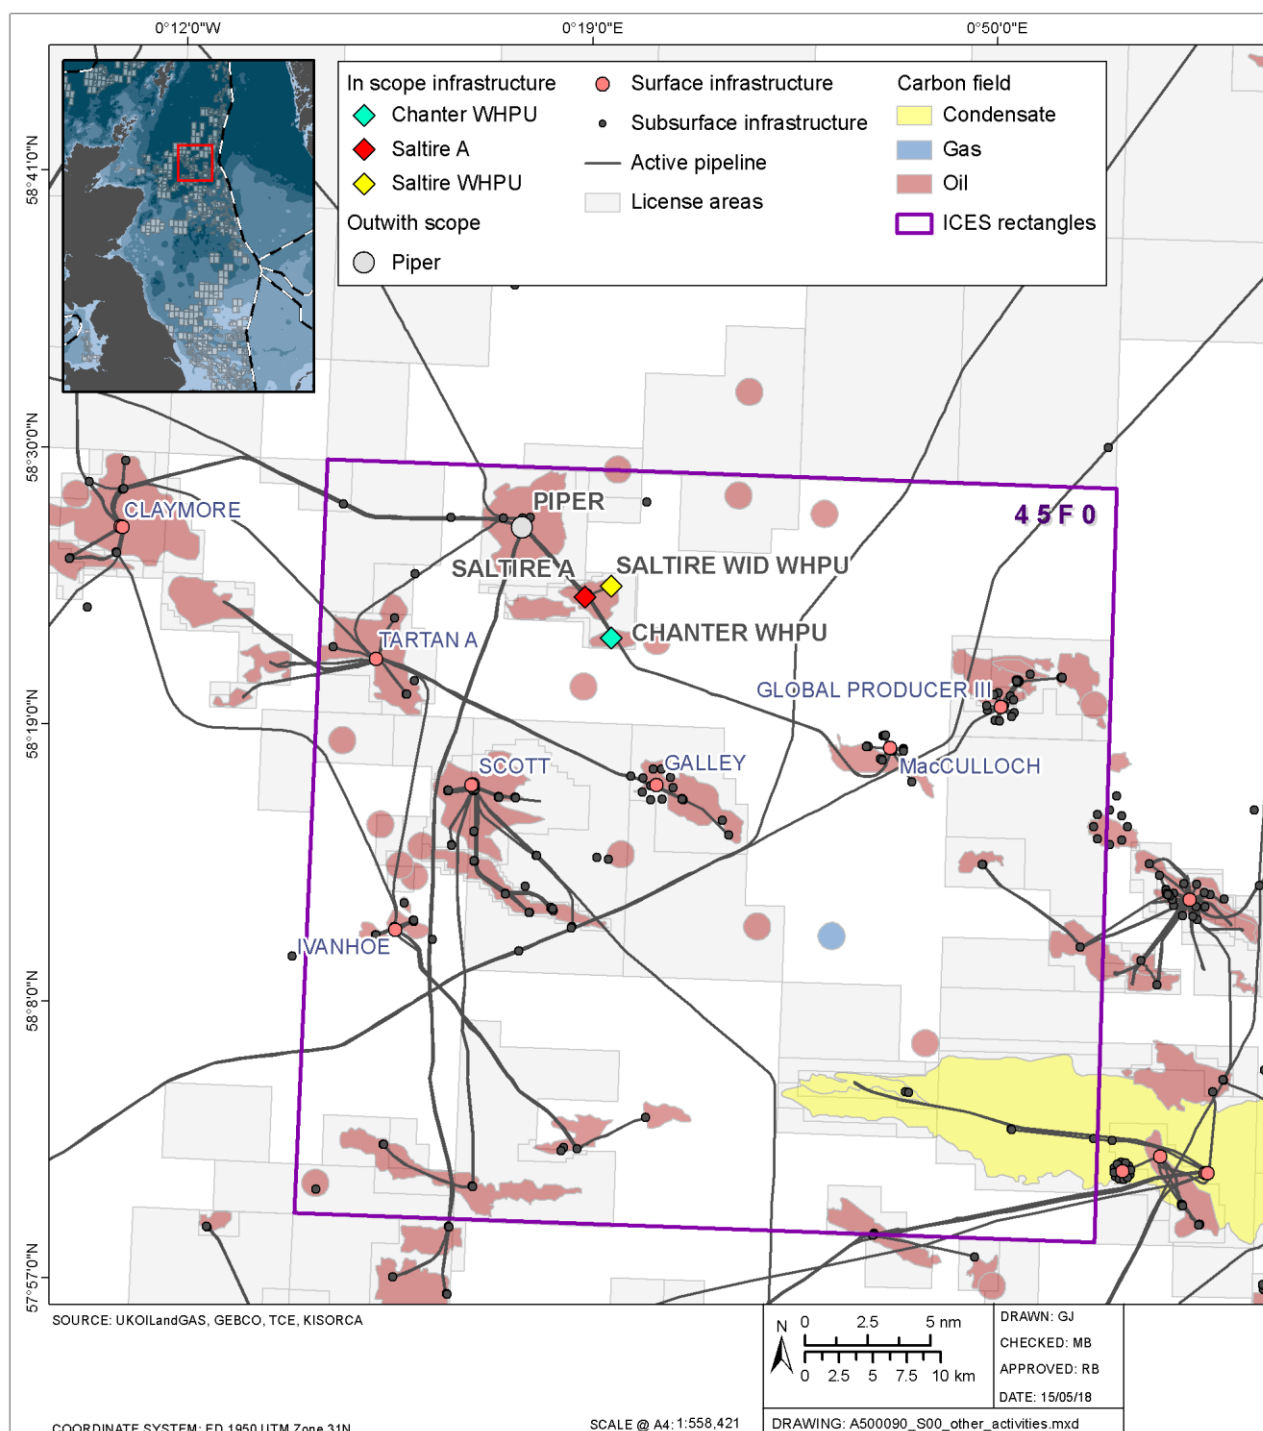 0°12'0"W 0°19'0"E 0°50'0"E
58°41'0"N
58°30'0"N
58°19'0"N
58°8'0"N
57°57'0"N
In scope infrastructure
Chanter WHPU
Saltire A
Saltire WHPU
Outwith scope
Piper
Surface infrastructure
Subsurface infrastructure
Active pipeline
License areas
Carbon field
Condensate
Gas
Oil
ICES rectangles
45F0
CLAYMORE
PIPER
SALTIRE A
SALTIRE WID WHPU
CHANTER WHPU
TARTAN A
GLOBAL PRODUCER III
MacCULLOCH
SCOTT
GALLEY
IVANHOE
SOURCE: UKOILandGAS, GEBCO, TCE, KISORCA
N
0 2.5 5 nm
0 2.5 5 7.5 10 km
DRAWN: GJ
CHECKED: MB
APPROVED: RB
DATE: 15/05/18
COORDINATE SYSTEM: ED 1950 UTM Zone 31N
SCALE @ A4: 1:558,421
DRAWING: A500090_S00_other_activities.mxd